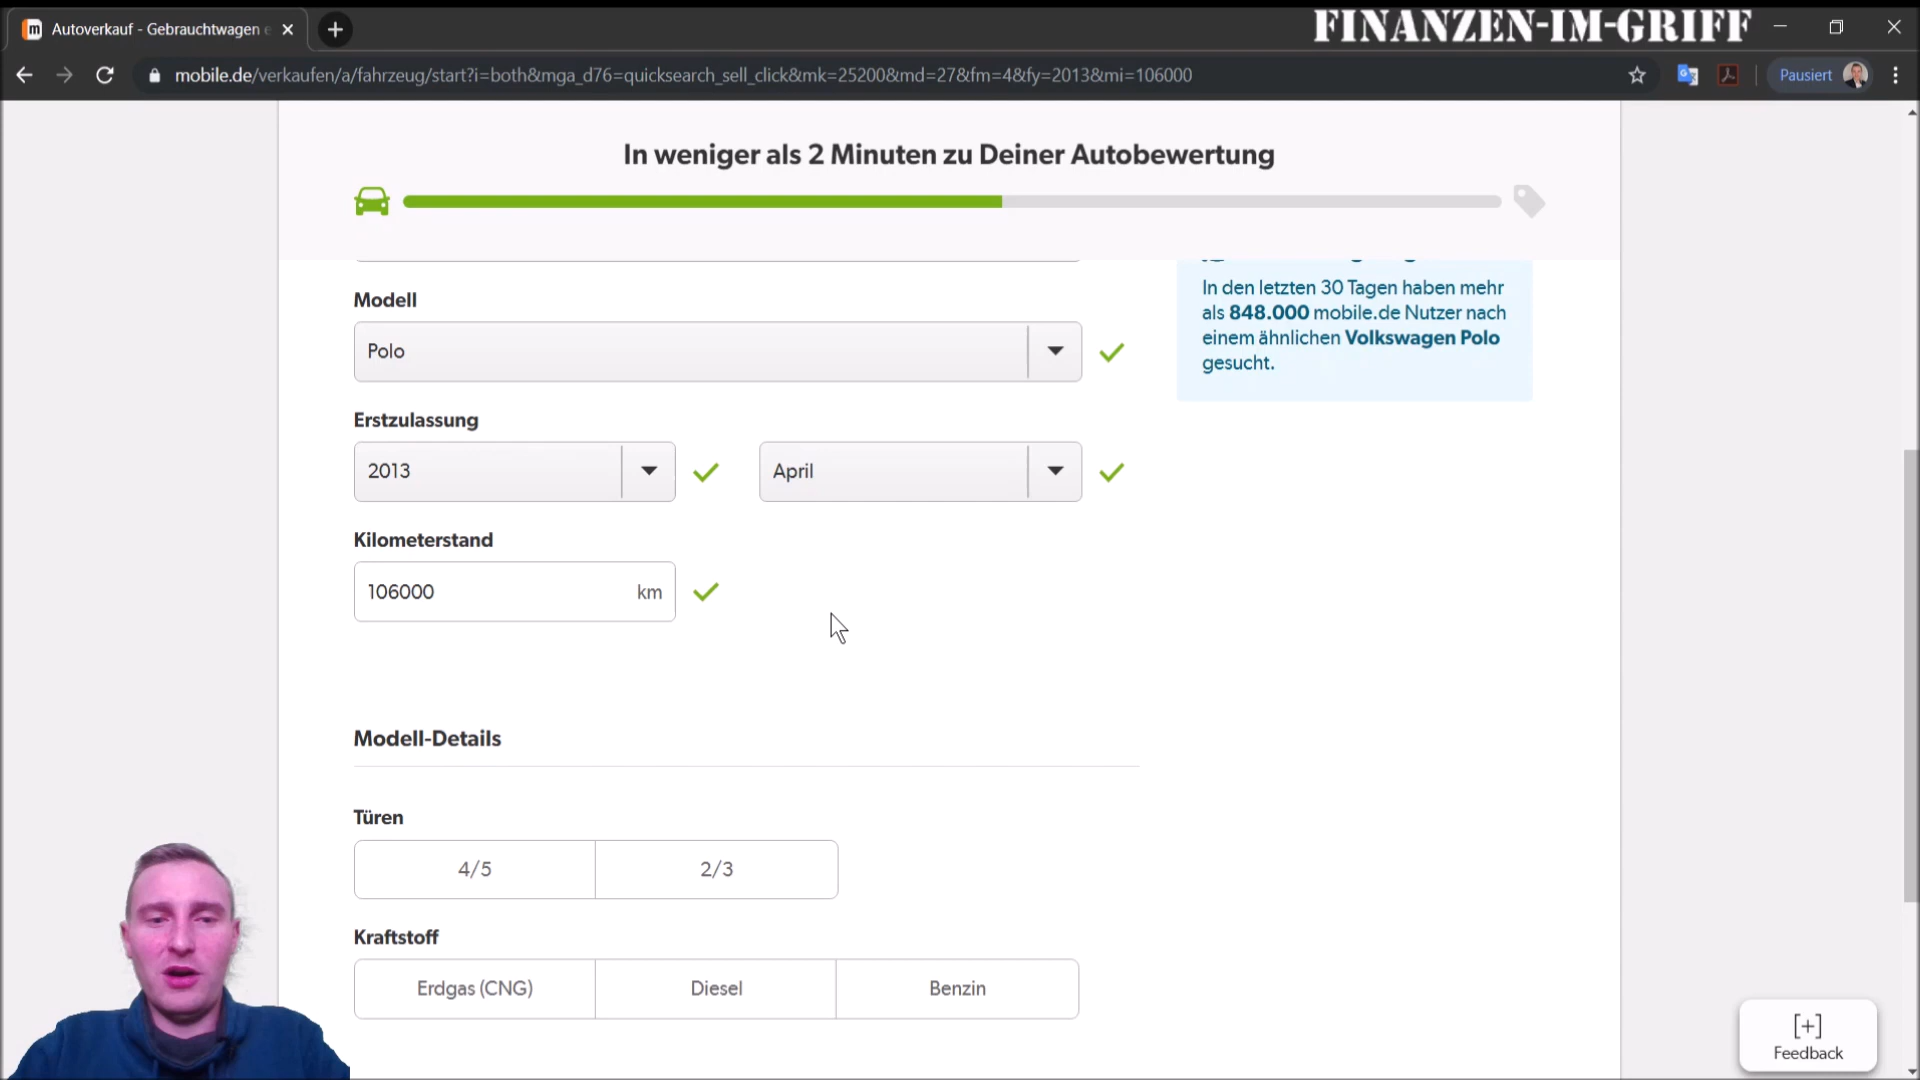 Autoverkauf - Gebrauchtwagen
FINANZEN-IM-GRIFF
mobile.de/verkaufen/a/fahrzeug/start?i=both&mga_d76=quicksearch_sell_click&mk=25200&md=27&fm=4&fy=2013&mi=106000
Pausiert
In weniger als 2 Minuten zu Deiner Autobewertung
Modell
Polo
In den letzten 30 Tagen haben mehr
als 848.000 mobile.de Nutzer nach
einem ähnlichen Volkswagen Polo
gesucht.
Erstzulassung
2013
April
Kilometerstand
106000 km
Modell-Details
Türen
4/5
2/3
Kraftstoff
Erdgas (CNG)
Diesel
Benzin
[+]
Feedback